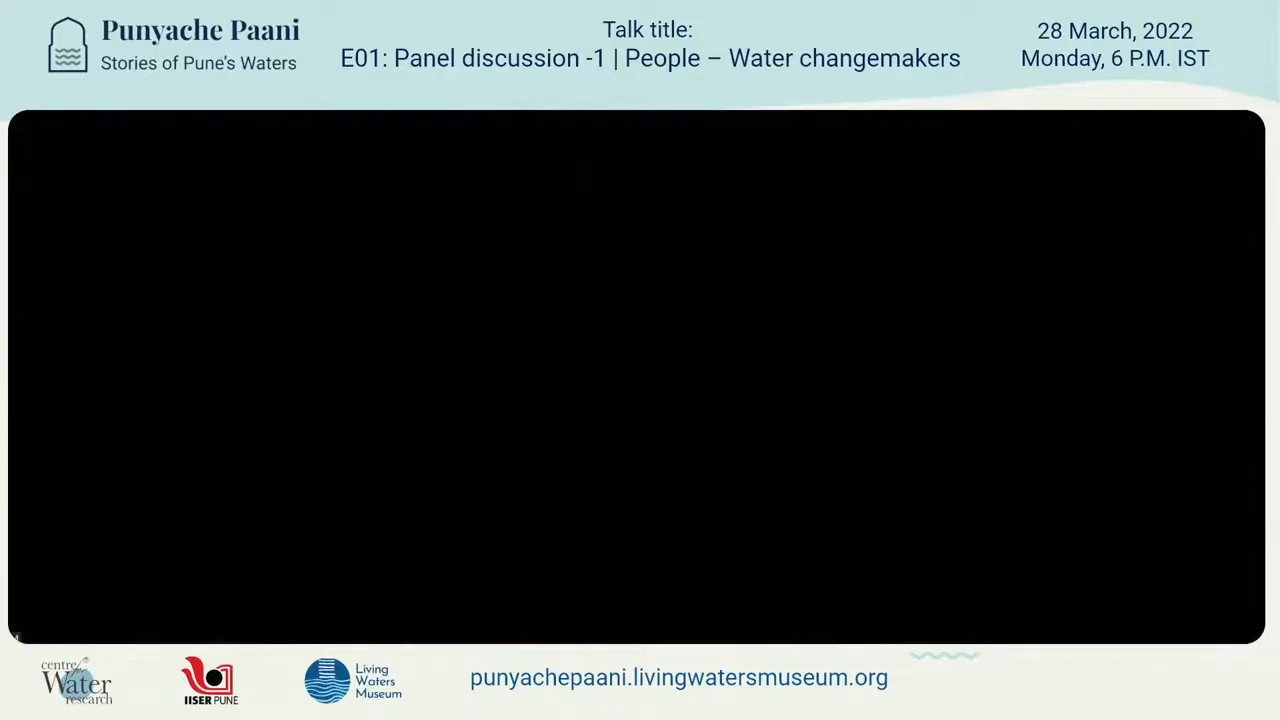 Punyache Paani
Stories of Pune's Waters
Talk title:
E01: Panel discussion -1 | People – Water changemakers
28 March, 2022
Monday, 6 P.M. IST
centre for
Water
research
IISER PUNE
Living
Waters
Museum
punyachepaani.livingwatersmuseum.org